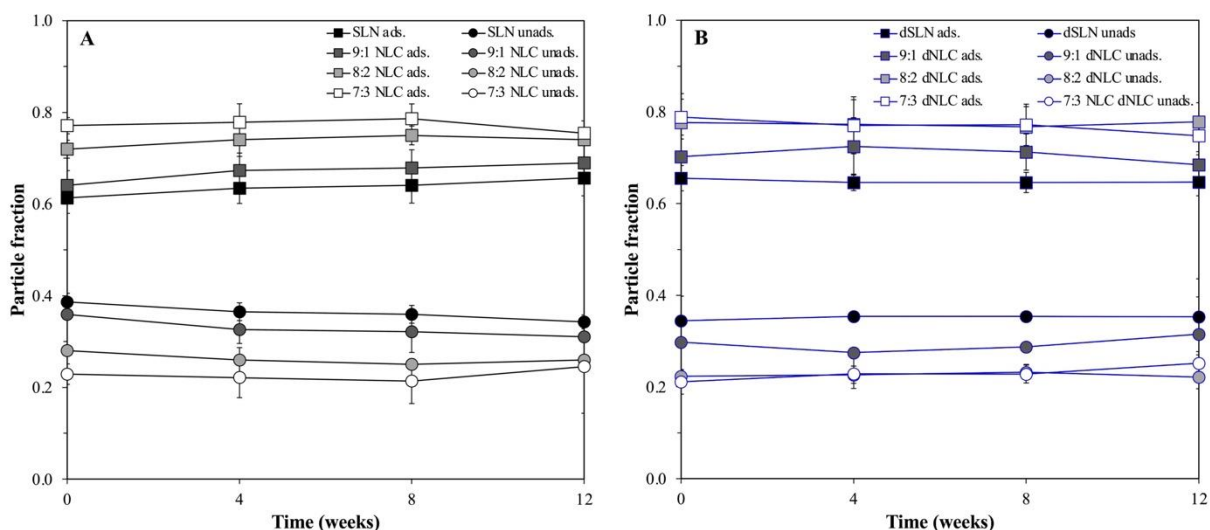 A
SLN ads.
SLN unads.
9:1 NLC ads.
9:1 NLC unads.
8:2 NLC ads.
8:2 NLC unads.
7:3 NLC ads.
7:3 NLC unads.
1.0
0.8
0.6
0.4
0.2
0.0
Particle fraction
0
4
8
12
Time (weeks)
B
dSLN ads.
dSLN unads
9:1 dNLC ads.
9:1 dNLC unads.
8:2 dNLC ads.
8:2 dNLC unads.
7:3 dNLC ads.
7:3 NLC dNLC unads.
1.0
0.8
0.6
0.4
0.2
0.0
Particle fraction
0
4
8
12
Time (weeks)